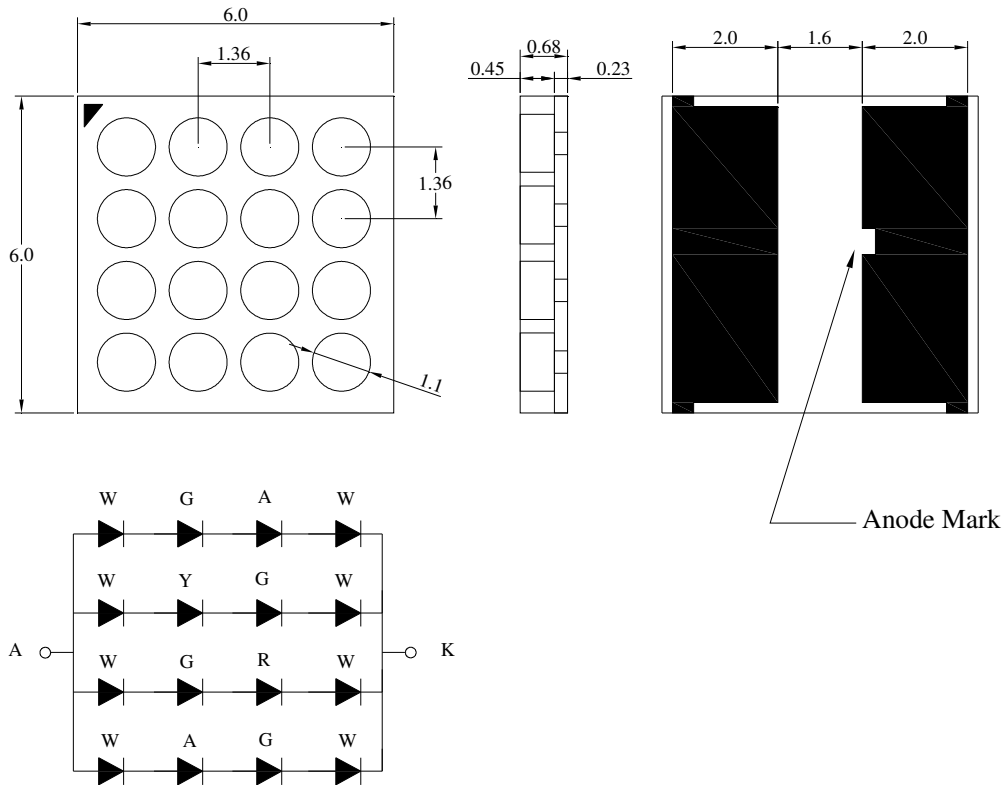 6.0
0.68
2.0 1.6 2.0
1.36
0.45 0.23
1.36
6.0
1.1
Anode Mark
W G A W
W Y G W
A K
W G R W
W A G W